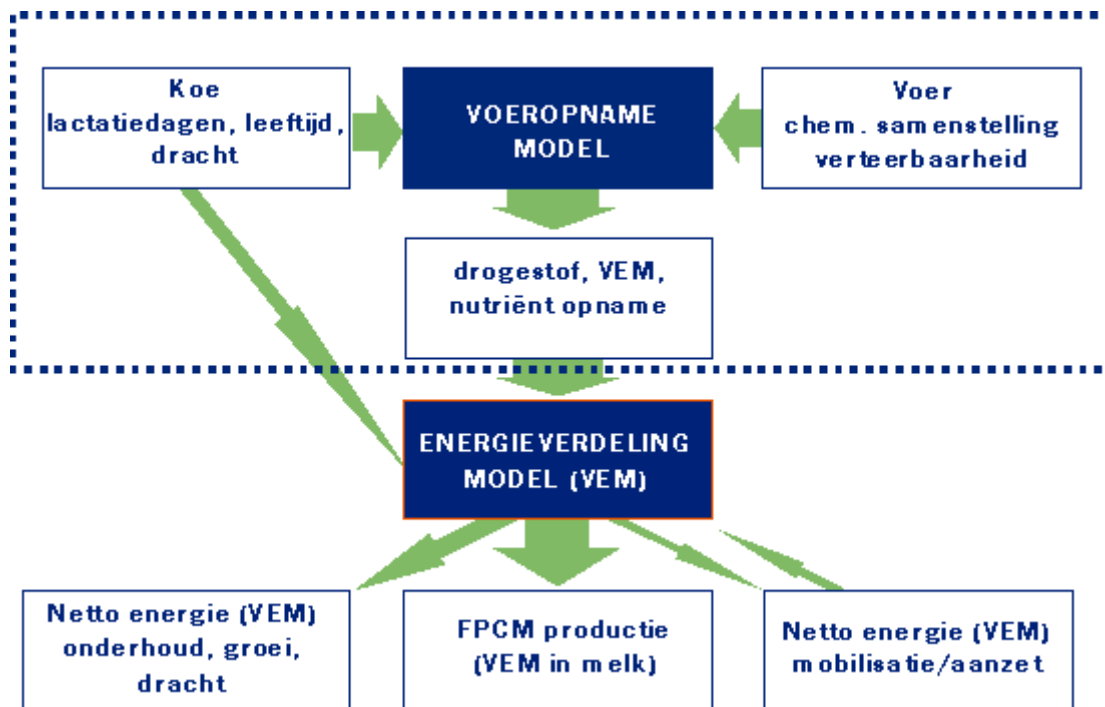 Koe
lactatiedagen, leeftijd,
dracht
VOEROPNAME
MODEL
Voer
chem. samenstelling
verteerbaarheid
drogestof, VEM,
nutriënt opname
ENERGIEVERDELING
MODEL (VEM)
Netto energie (VEM)
onderhoud, groei,
dracht
FPCM productie
(VEM in melk)
Netto energie (VEM)
mobilisatie/aanzet